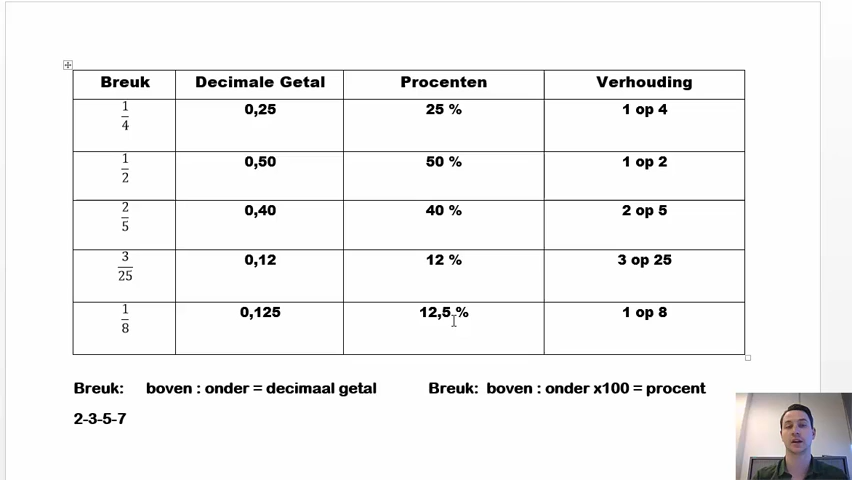 Breuk Decimale Getal Procenten Verhouding
1/4 0,25 25 % 1 op 4
1/2 0,50 50 % 1 op 2
2/5 0,40 40 % 2 op 5
3/25 0,12 12 % 3 op 25
1/8 0,125 12,5 % 1 op 8
Breuk: boven : onder = decimaal getal Breuk: boven : onder x100 = procent
2-3-5-7